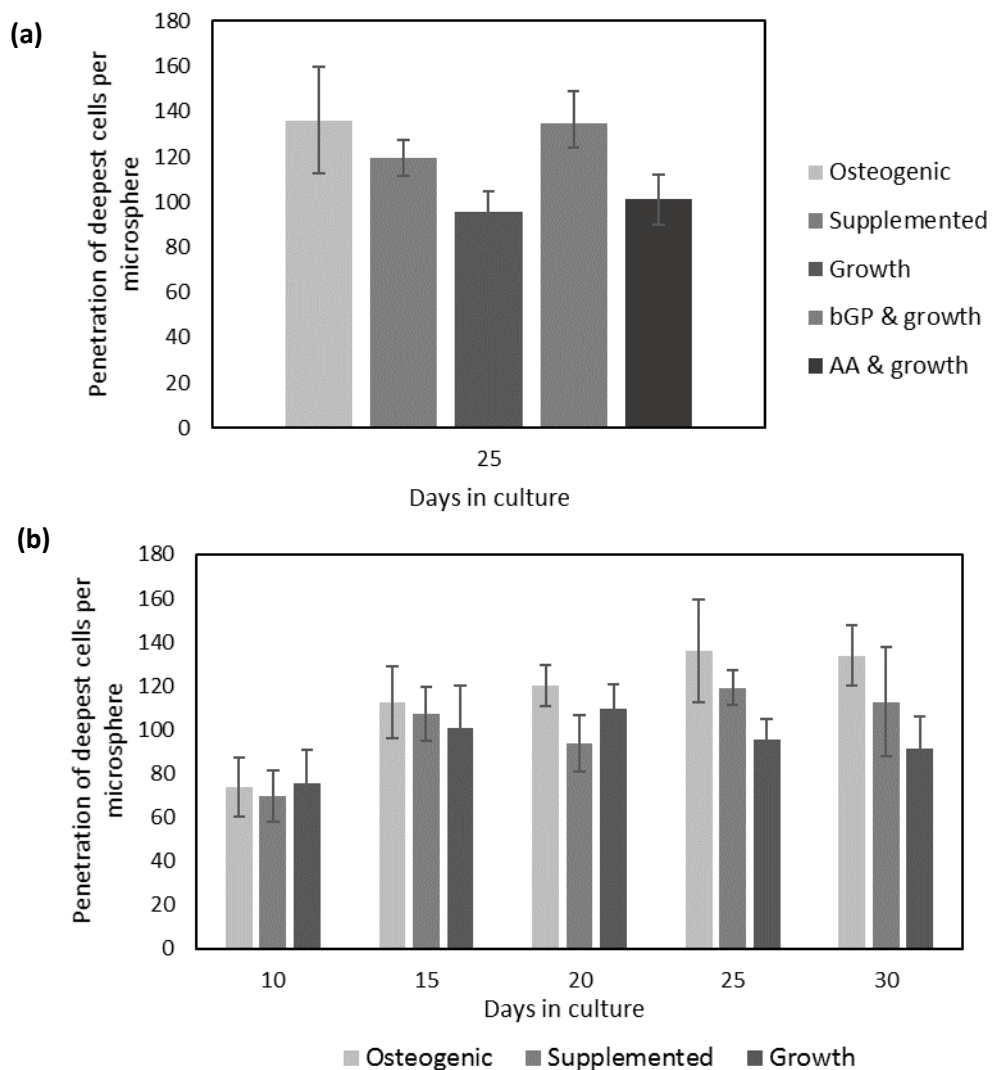 (a)
Penetration of deepest cells per
microsphere
180
160
140
120
100
80
60
40
20
0
25
Days in culture
Osteogenic
Supplemented
Growth
bGP & growth
AA & growth
(b)
Penetration of deepest cells per
microsphere
180
160
140
120
100
80
60
40
20
0
10 15 20 25 30
Days in culture
Osteogenic Supplemented Growth